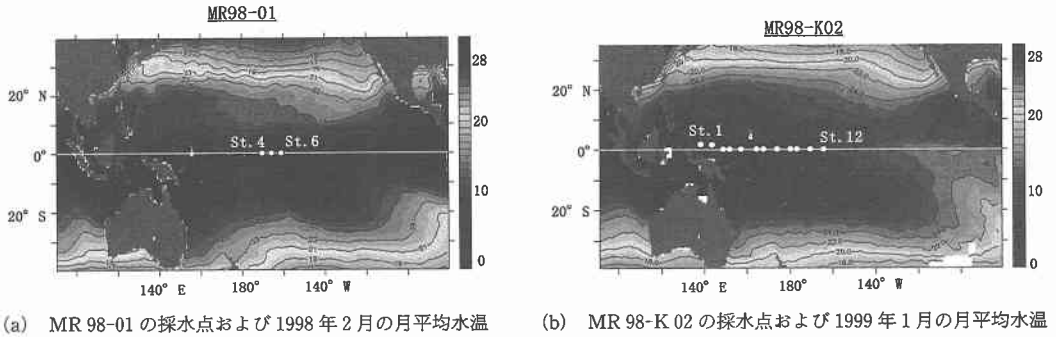 MR98-01
28
20
10
0
20° N
0°
20° S
St.4
St.6
140° E
180°
140° W
(a) MR 98-01 の採水点および 1998 年 2 月の月平均水温
MR98-K02
28
20
10
0
20° N
0°
20° S
St.1
St.12
140° E
180°
140° W
(b) MR 98-K 02 の採水点および 1999 年 1 月の月平均水温